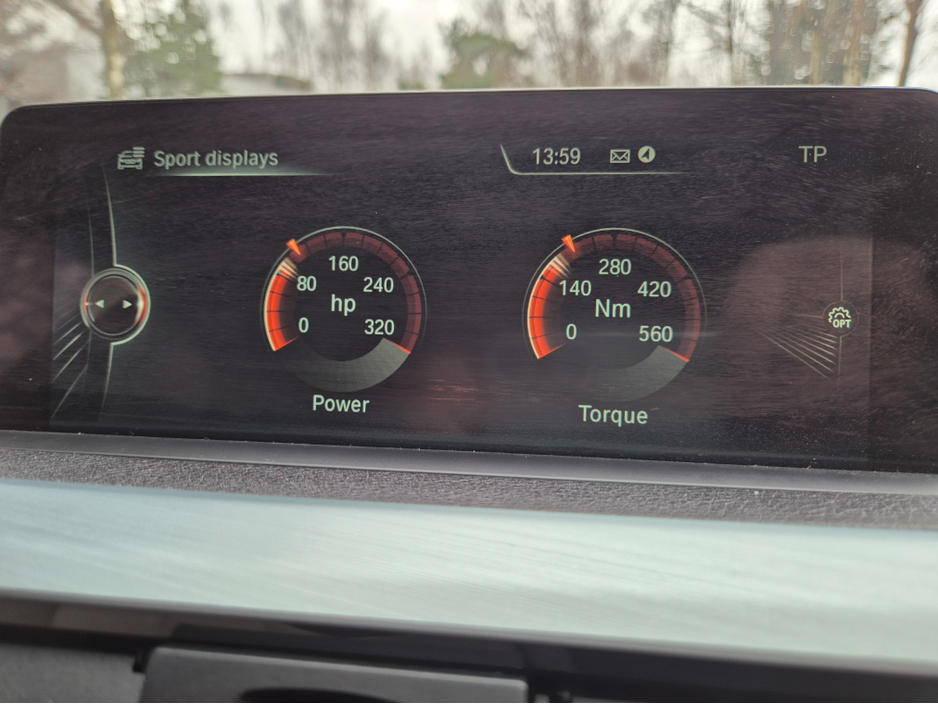 Sport displays
13:59
TP
160
80
240
hp
0
320
Power
280
140
420
Nm
0
560
Torque
OPT